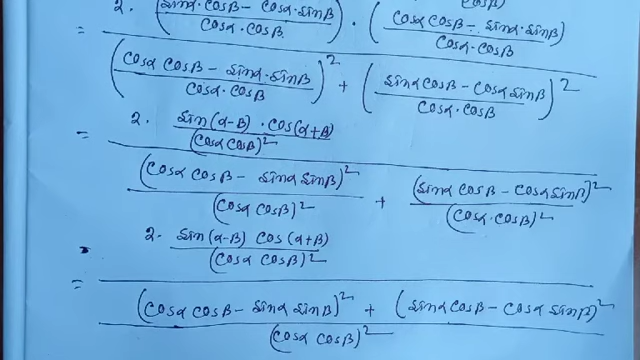 2. (sinα·cosβ - cosα·sinβ / cosα·cosβ) · (cosα cosβ - sinα·sinβ / cosα·cosβ)
= (cosα cosβ - sinα·sinβ / cosα·cosβ)² + (sinα cosβ - cosα sinβ / cosα·cosβ)²
2. sin(α-β)·cos(α+β) / (cosα cosβ)²
= (cosα cosβ - sinα sinβ)² / (cosα cosβ)² + (sinα cosβ - cosα sinβ)² / (cosα·cosβ)²
2. sin(α-β) cos(α+β) / (cosα cosβ)²
= (cosα cosβ - sinα sinβ)² + (sinα cosβ - cosα sinβ)² / (cosα cosβ)²